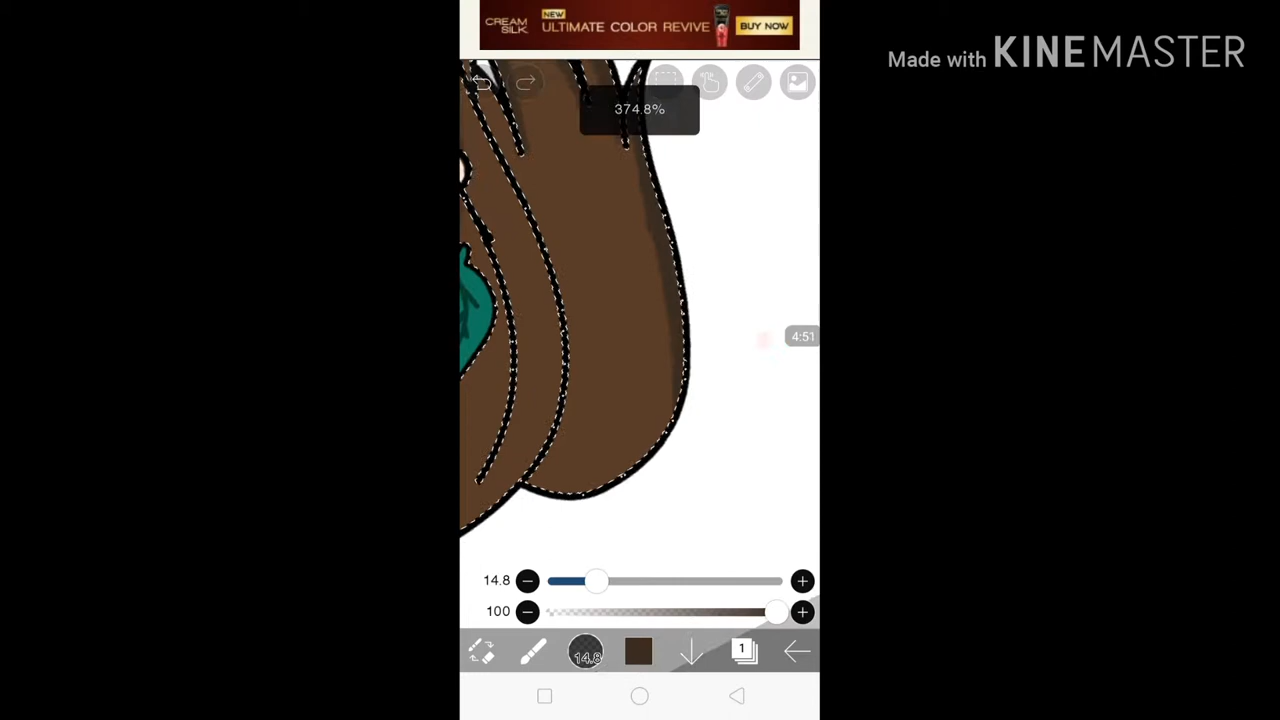 CREAM SILK
NEW
ULTIMATE COLOR REVIVE
BUY NOW
Made with KINEMASTER
374.8%
4:51
14.8
100
14.8
1